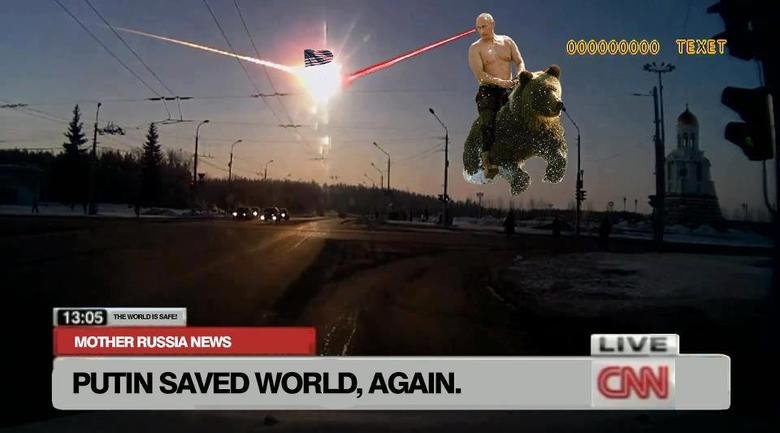 000000000 TEXET
13:05 THE WORLD IS SAFE!
MOTHER RUSSIA NEWS
LIVE
PUTIN SAVED WORLD, AGAIN.
CNN